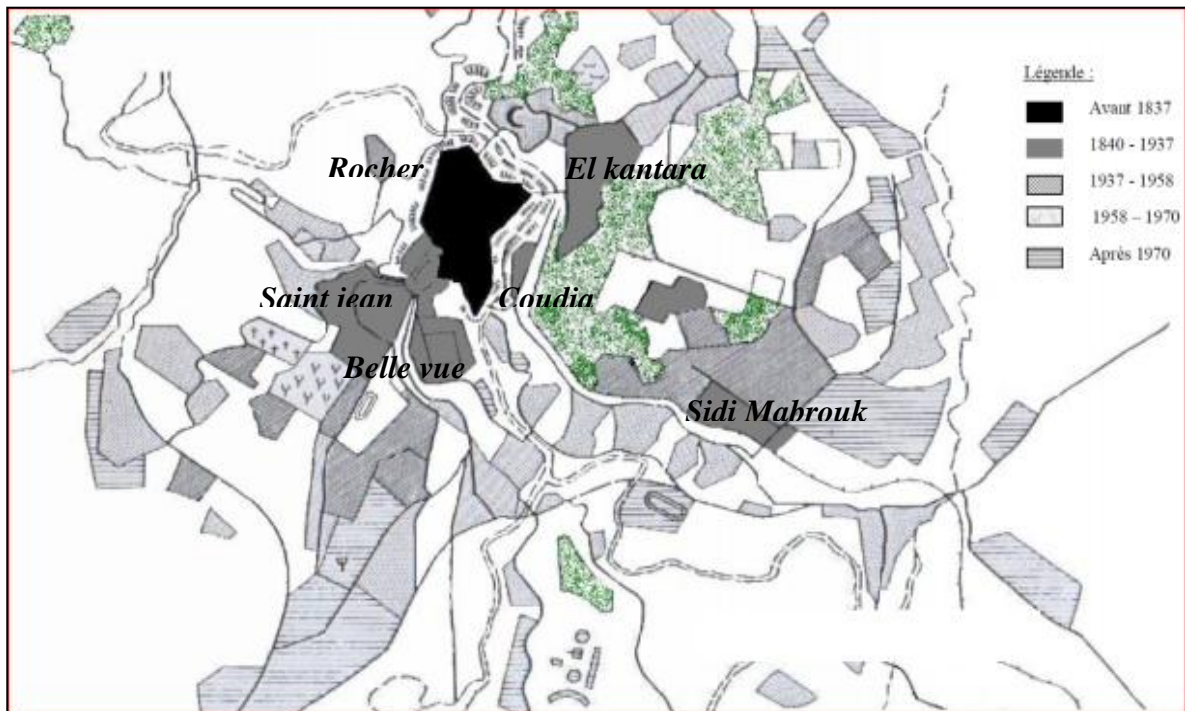 Légende :
Avant 1837
1840 - 1937
1937 - 1958
1958 – 1970
Après 1970
Rocher
El kantara
Saint jean
Coudia
Belle vue
Sidi Mabrouk